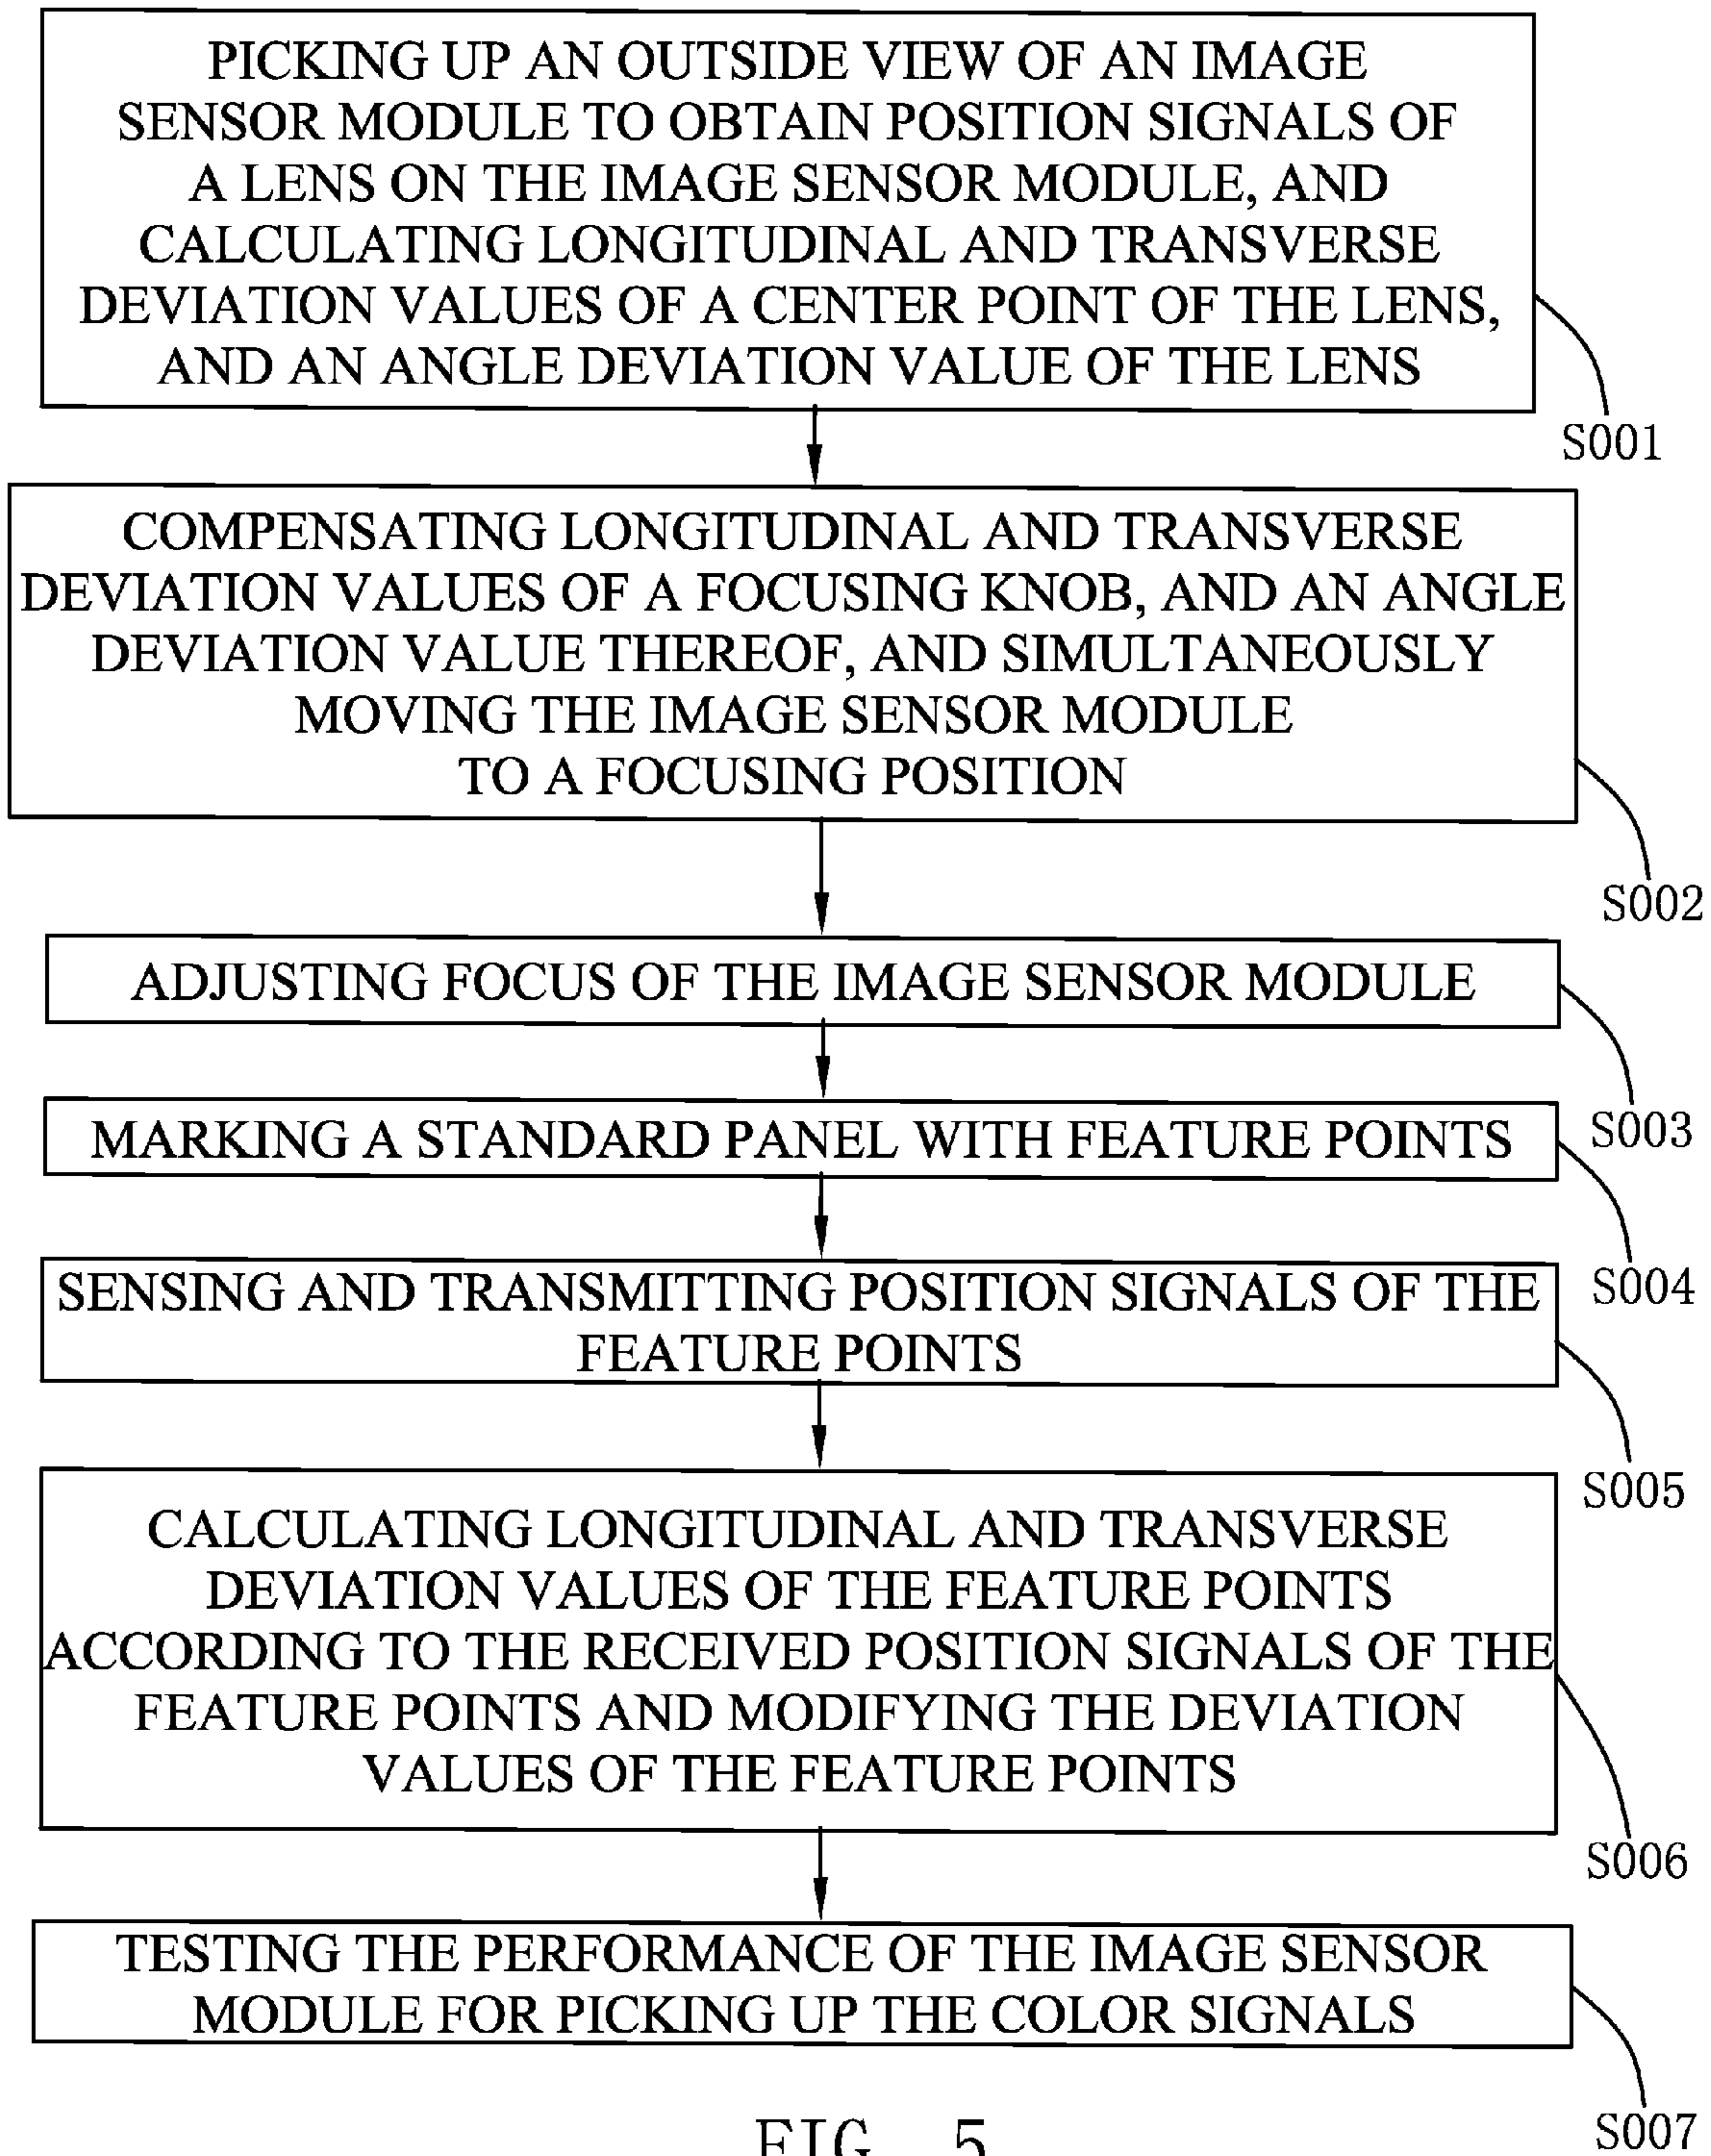 PICKING UP AN OUTSIDE VIEW OF AN IMAGE
SENSOR MODULE TO OBTAIN POSITION SIGNALS OF
A LENS ON THE IMAGE SENSOR MODULE, AND
CALCULATING LONGITUDINAL AND TRANSVERSE
DEVIATION VALUES OF A CENTER POINT OF THE LENS,
AND AN ANGLE DEVIATION VALUE OF THE LENS
S001
COMPENSATING LONGITUDINAL AND TRANSVERSE
DEVIATION VALUES OF A FOCUSING KNOB, AND AN ANGLE
DEVIATION VALUE THEREOF, AND SIMULTANEOUSLY
MOVING THE IMAGE SENSOR MODULE
TO A FOCUSING POSITION
S002
ADJUSTING FOCUS OF THE IMAGE SENSOR MODULE
S003
MARKING A STANDARD PANEL WITH FEATURE POINTS
S004
SENSING AND TRANSMITTING POSITION SIGNALS OF THE
FEATURE POINTS
S005
CALCULATING LONGITUDINAL AND TRANSVERSE
DEVIATION VALUES OF THE FEATURE POINTS
ACCORDING TO THE RECEIVED POSITION SIGNALS OF THE
FEATURE POINTS AND MODIFYING THE DEVIATION
VALUES OF THE FEATURE POINTS
S006
TESTING THE PERFORMANCE OF THE IMAGE SENSOR
MODULE FOR PICKING UP THE COLOR SIGNALS
S007
FIG. 5